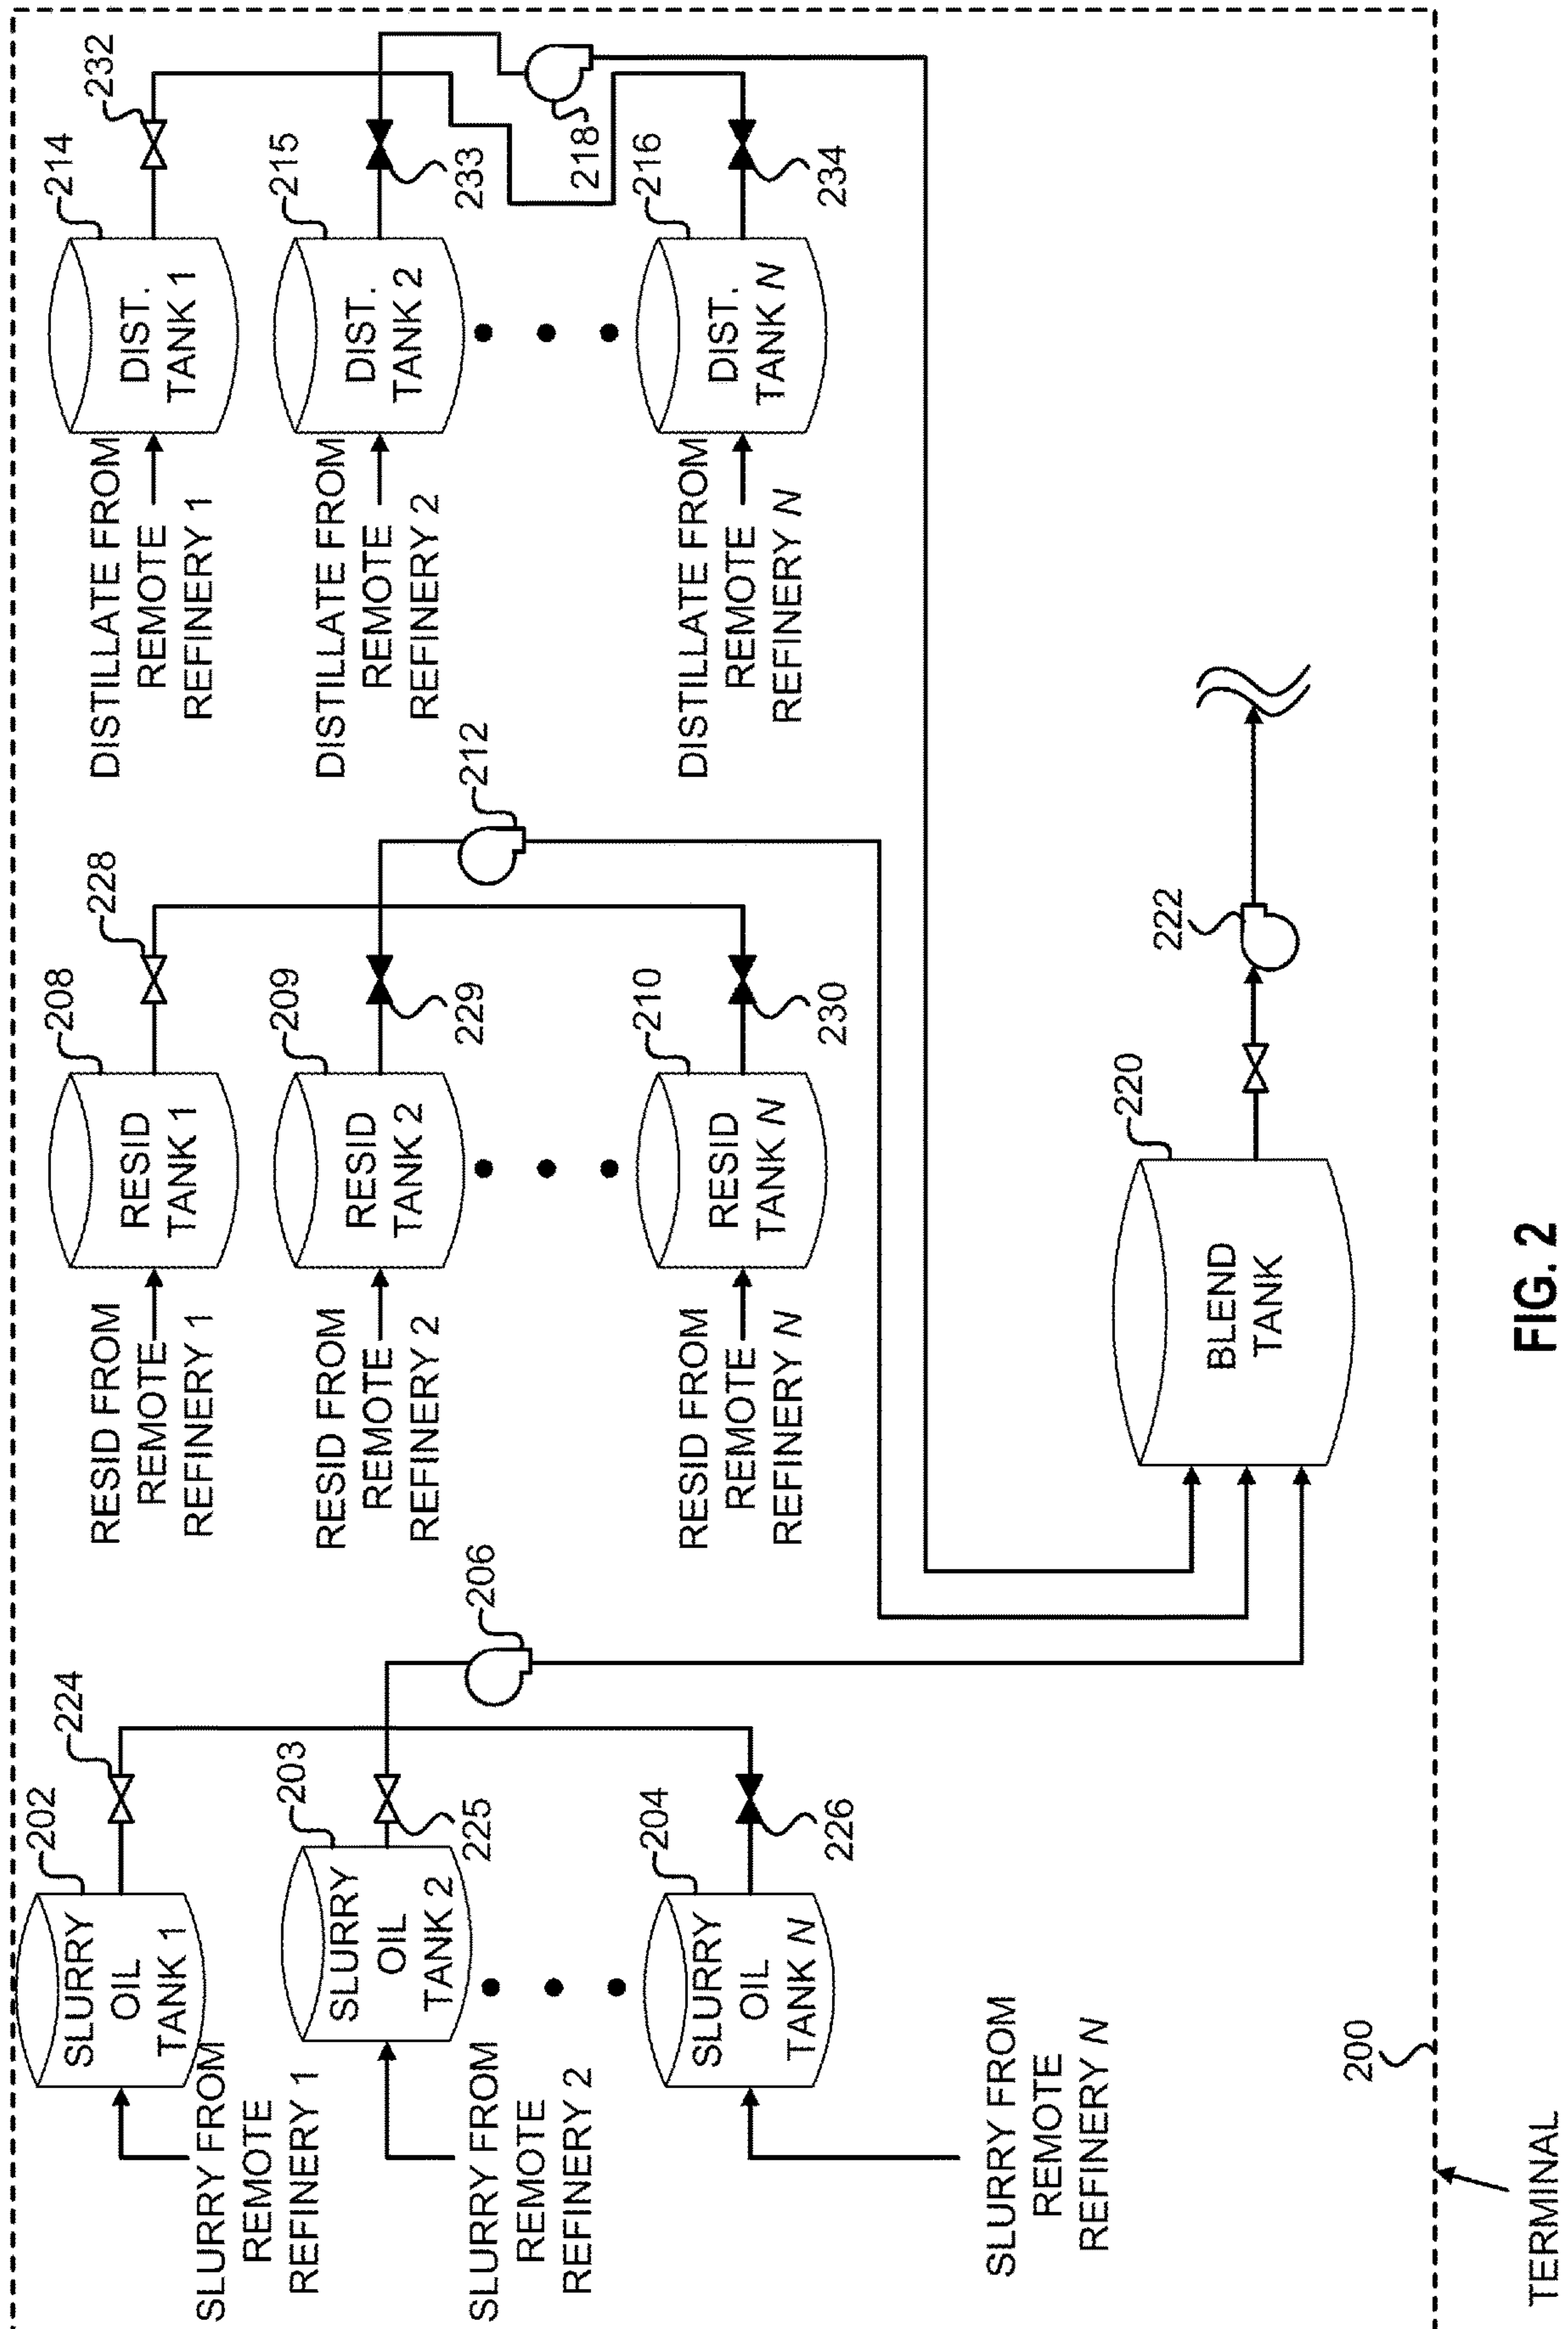 SLURRY FROM
REMOTE
REFINERY 1
SLURRY
OIL
TANK 1
202
224
SLURRY FROM
REMOTE
REFINERY 2
SLURRY
OIL
TANK 2
203
225
SLURRY FROM
REMOTE
REFINERY N
SLURRY
OIL
TANK N
204
226
206
RESID FROM
REMOTE
REFINERY 1
RESID
TANK 1
208
228
RESID FROM
REMOTE
REFINERY 2
RESID
TANK 2
209
229
RESID FROM
REMOTE
REFINERY N
RESID
TANK N
210
230
212
DISTILLATE FROM
REMOTE
REFINERY 1
DIST.
TANK 1
214
232
DISTILLATE FROM
REMOTE
REFINERY 2
DIST.
TANK 2
215
233
DISTILLATE FROM
REMOTE
REFINERY N
DIST.
TANK N
216
234
218
BLEND
TANK
220
222
200
TERMINAL
FIG. 2